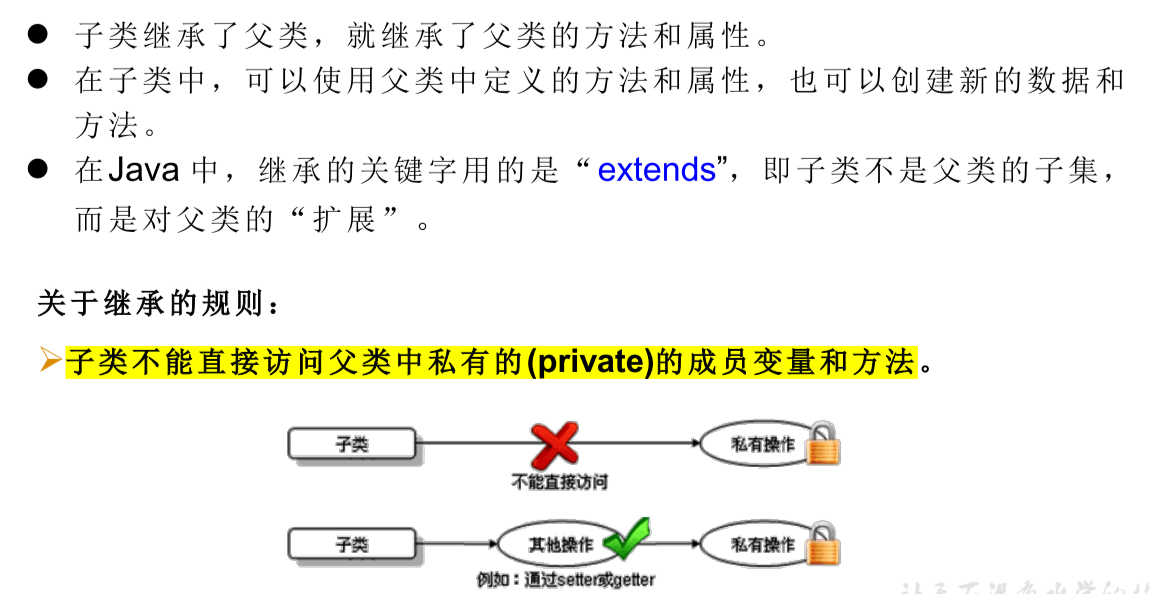 ● 子类继承了父类，就继承了父类的方法和属性。
● 在子类中，可以使用父类中定义的方法和属性，也可以创建新的数据和
方法。
● 在Java 中，继承的关键字用的是“extends”，即子类不是父类的子集，
而是对父类的“扩展”。
关于继承的规则：
➢子类不能直接访问父类中私有的(private)的成员变量和方法。
子类
私有操作
不能直接访问
子类
其他操作
私有操作
例如：通过setter或getter